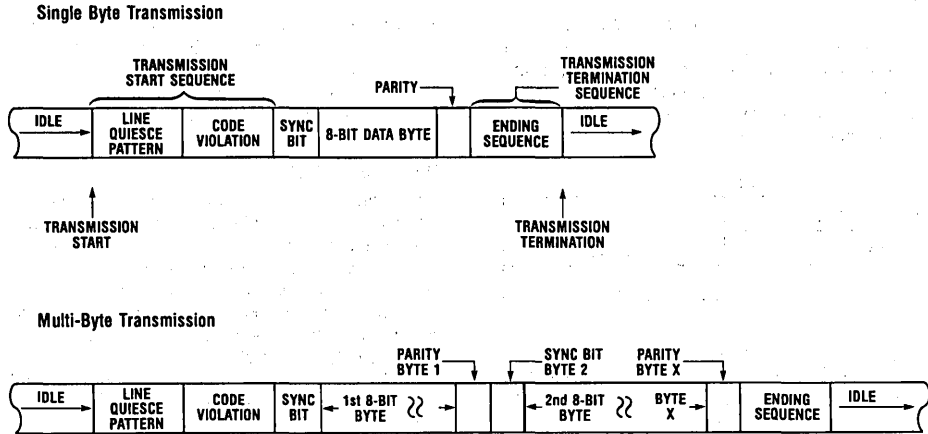 Single Byte Transmission
TRANSMISSION
START SEQUENCE
PARITY
TRANSMISSION
TERMINATION
SEQUENCE
IDLE
LINE
QUIESCE
PATTERN
CODE
VIOLATION
SYNC
BIT
8-BIT DATA BYTE
ENDING
SEQUENCE
IDLE
TRANSMISSION
START
TRANSMISSION
TERMINATION
Multi-Byte Transmission
PARITY
BYTE 1
SYNC BIT
BYTE 2
PARITY
BYTE X
IDLE
LINE
QUIESCE
PATTERN
CODE
VIOLATION
SYNC
BIT
1st 8-BIT
BYTE
2nd 8-BIT
BYTE
BYTE
X
ENDING
SEQUENCE
IDLE